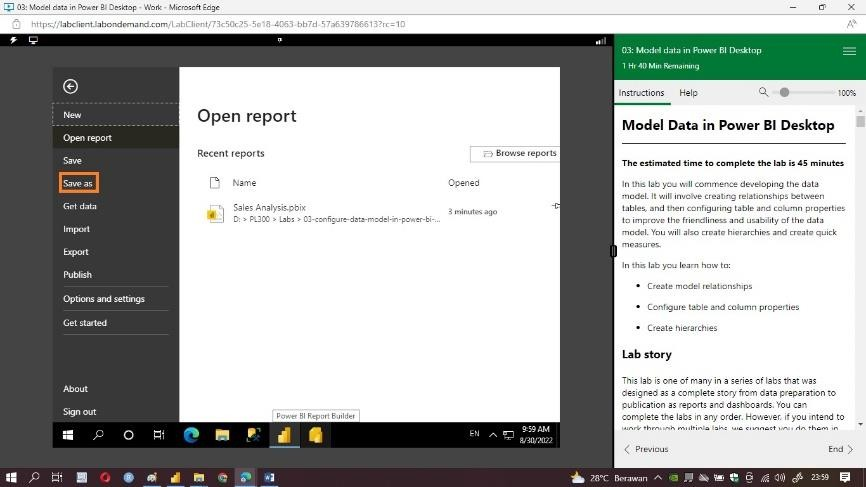 03: Model data in Power BI Desktop - Work - Microsoft Edge
https://labclient.labondemand.com/LabClient/73c50c25-5e18-4063-bb7d-57a639786613?rc=10
New
Open report
Save
Save as
Get data
Import
Export
Publish
Options and settings
Get started
About
Sign out
Open report
Recent reports
Browse reports
Name
Opened
Sales Analysis.pbix
D: > PL300 > Labs > 03-configure-data-model-in-power-bi-...
3 minutes ago
Power BI Report Builder
EN
9:59 AM
8/30/2022
03: Model data in Power BI Desktop
1 Hr 40 Min Remaining
Instructions Help 100%
Model Data in Power BI Desktop
The estimated time to complete the lab is 45 minutes
In this lab you will commence developing the data
model. It will involve creating relationships between
tables, and then configuring table and column properties
to improve the friendliness and usability of the data
model. You will also create hierarchies and create quick
measures.
In this lab you learn how to:
• Create model relationships
• Configure table and column properties
• Create hierarchies
Lab story
This lab is one of many in a series of labs that was
designed as a complete story from data preparation to
publication as reports and dashboards. You can
complete the labs in any order. However, if you intend to
work through multiple labs, we suggest you do them in
Previous
End
28°C Berawan
23:59